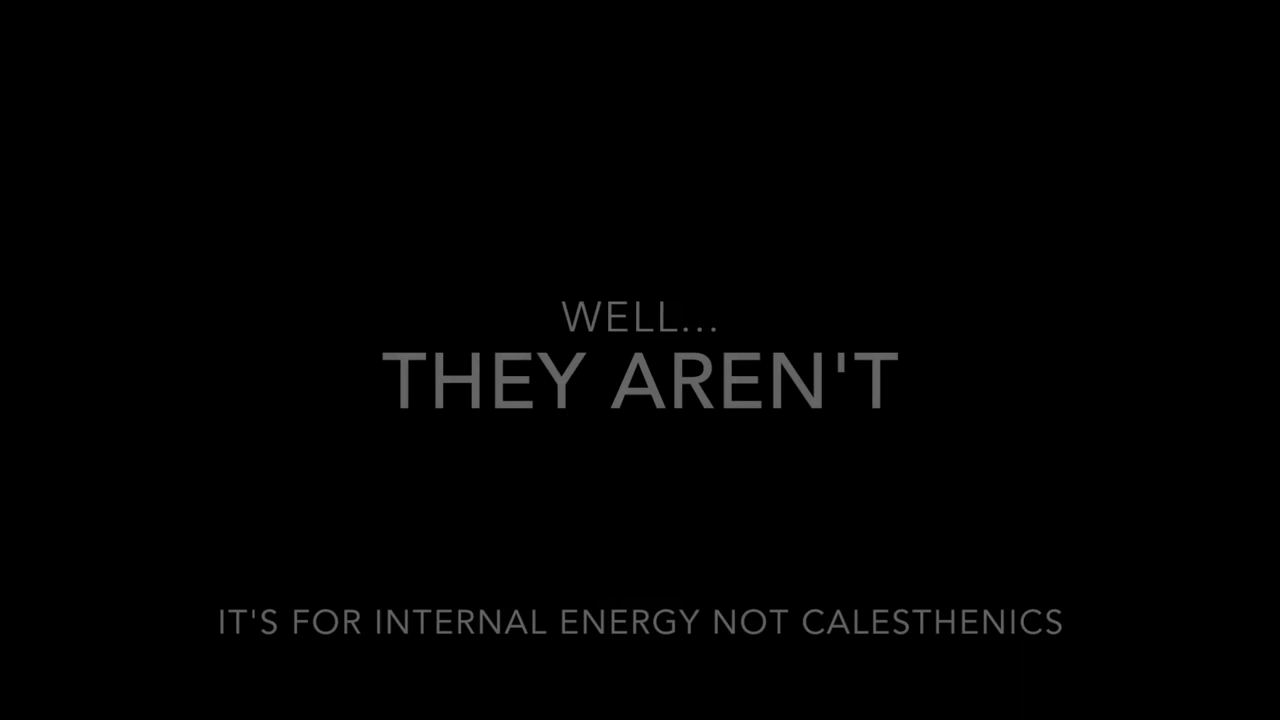 WELL...
THEY AREN'T
IT'S FOR INTERNAL ENERGY NOT CALESTHENICS